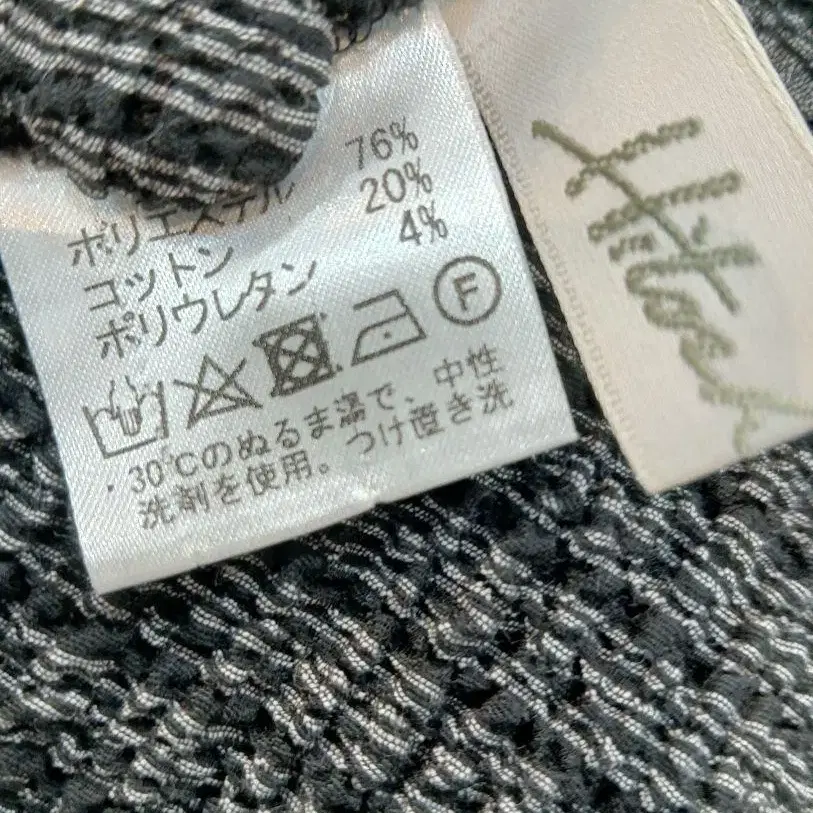 ポリエステル 76%
コットン 20%
ポリウレタン 4%
F
・30℃のぬるま湯で、中性
洗剤を使用。つけ置き洗